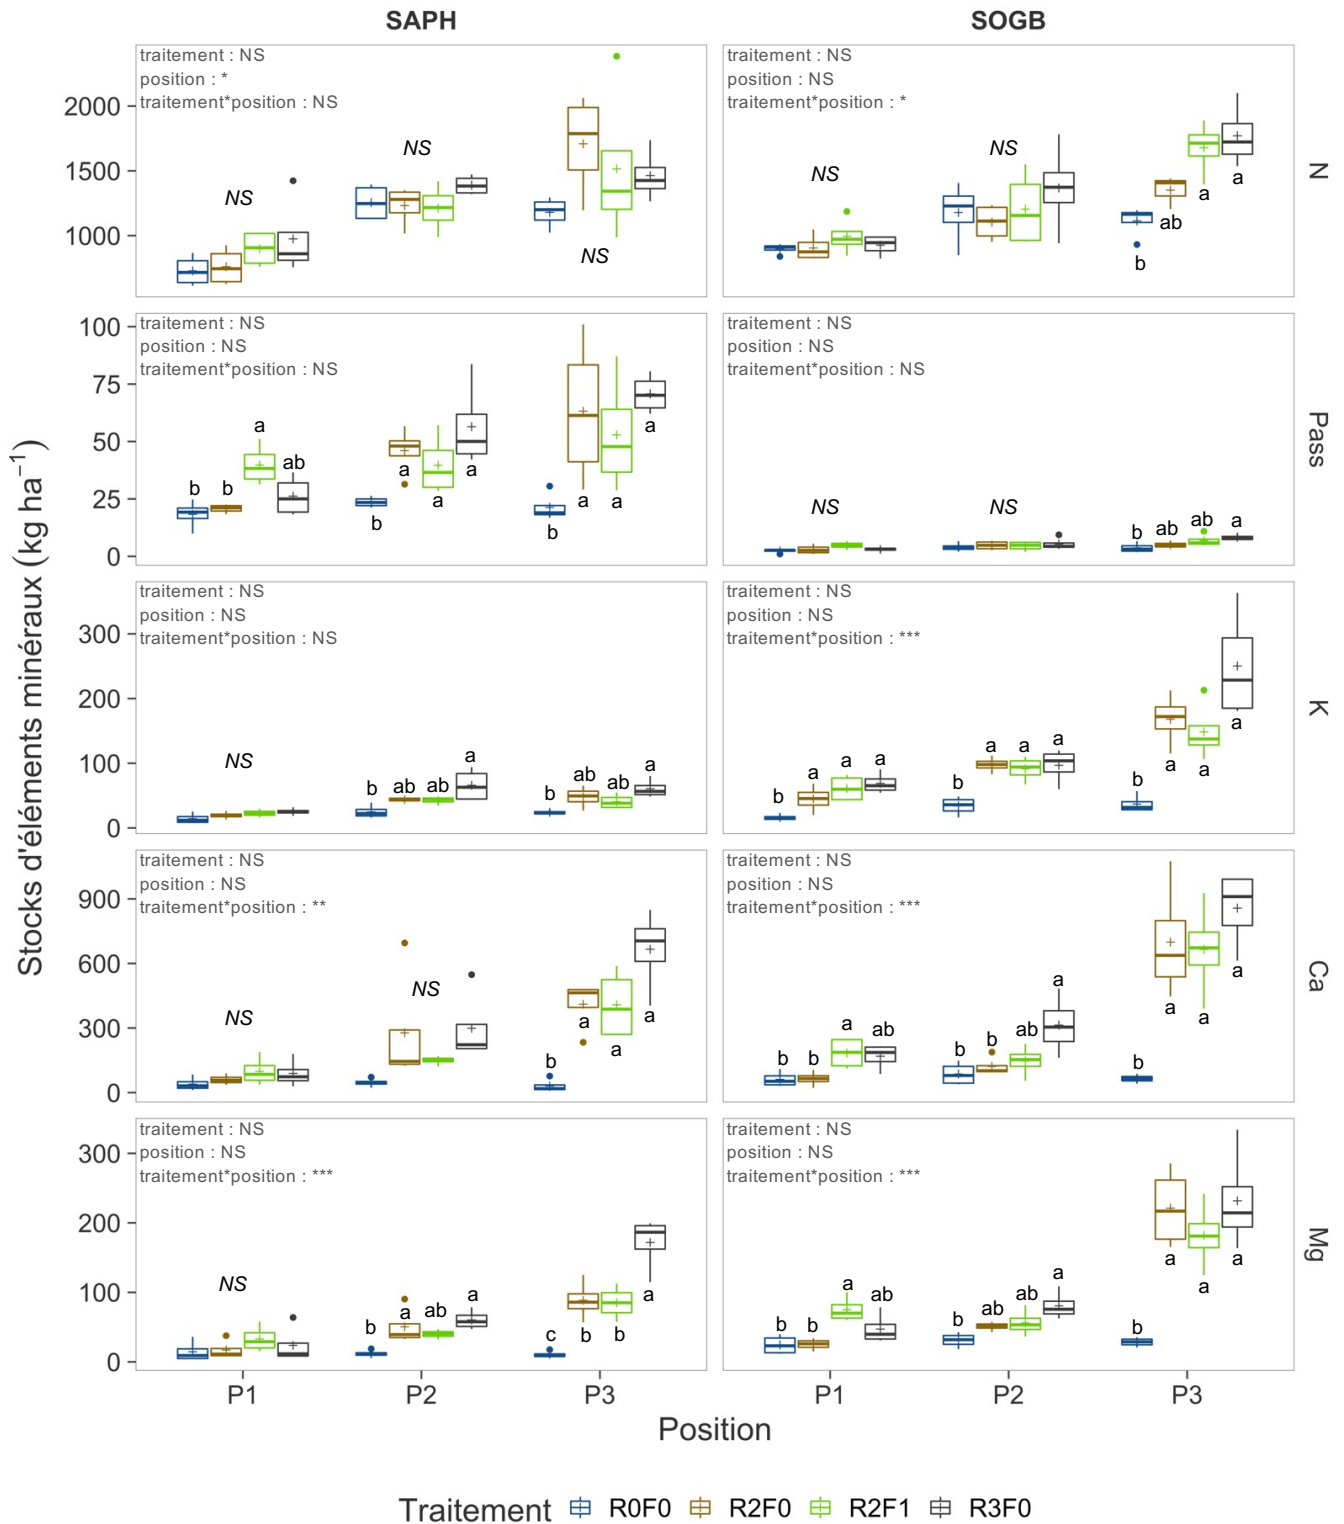 SAPH SOGB
traitement : NS
position : *
traitement*position : NS
traitement : NS
position : NS
traitement*position : *
2000
1500
1000
NS NS NS
NS NS b ab a a
N
traitement : NS
position : NS
traitement*position : NS
traitement : NS
position : NS
traitement*position : NS
100
75
50
25
0
b b a ab b a a a b a a a
NS NS b ab ab a
Pass
traitement : NS
position : NS
traitement*position : NS
traitement : NS
position : NS
traitement*position : ***
300
200
100
0
NS b ab ab a b ab ab a
b a a a b a a a b a a a
K
traitement : NS
position : NS
traitement*position : **
traitement : NS
position : NS
traitement*position : ***
900
600
300
0
NS NS b a a a
b b a ab b b ab a b a a a
Ca
traitement : NS
position : NS
traitement*position : ***
traitement : NS
position : NS
traitement*position : ***
300
200
100
0
NS b a ab a c b b a
b b a ab b ab ab a b a a a
Mg
Stocks d'éléments minéraux (kg ha⁻¹)
P1 P2 P3 P1 P2 P3
Position
Traitement R0F0 R2F0 R2F1 R3F0